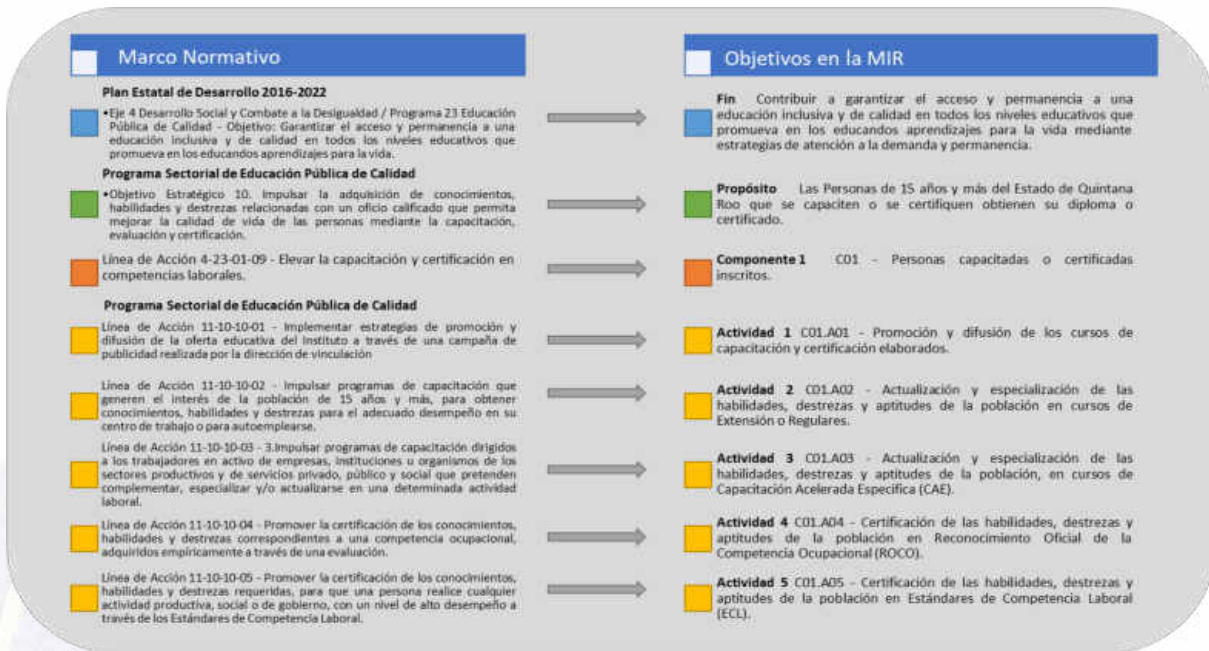 Marco Normativo
Plan Estatal de Desarrollo 2016-2022
•Eje 4 Desarrollo Social y Combate a la Desigualdad / Programa 23 Educación
Pública de Calidad - Objetivo: Garantizar el acceso y permanencia a una
educación inclusiva y de calidad en todos los niveles educativos que
promueva en los educandos aprendizajes para la vida.
Programa Sectorial de Educación Pública de Calidad
•Objetivo Estratégico 10. Impulsar la adquisición de conocimientos,
habilidades y destrezas relacionadas con un oficio calificado que permita
mejorar la calidad de vida de las personas mediante la capacitación,
evaluación y certificación.
Línea de Acción 4-23-01-09 - Elevar la capacitación y certificación en
competencias laborales.
Programa Sectorial de Educación Pública de Calidad
Línea de Acción 11-10-10-01 - Implementar estrategias de promoción y
difusión de la oferta educativa del Instituto a través de una campaña de
publicidad realizada por la dirección de vinculación
Línea de Acción 11-10-10-02 - Impulsar programas de capacitación que
generen el interés de la población de 15 años y más, para obtener
conocimientos, habilidades y destrezas para el adecuado desempeño en su
centro de trabajo o para autoemplearse.
Línea de Acción 11-10-10-03 - 3.Impulsar programas de capacitación dirigidos
a los trabajadores en activo de empresas, instituciones u organismos de los
sectores productivos y de servicios privado, público y social que pretenden
complementar, especializar y/o actualizarse en una determinada actividad
laboral.
Línea de Acción 11-10-10-04 - Promover la certificación de los conocimientos,
habilidades y destrezas correspondientes a una competencia ocupacional,
adquiridos empíricamente a través de una evaluación.
Línea de Acción 11-10-10-05 - Promover la certificación de los conocimientos,
habilidades y destrezas requeridas, para que una persona realice cualquier
actividad productiva, social o de gobierno, con un nivel de alto desempeño a
través de los Estándares de Competencia Laboral.
Objetivos en la MIR
Fin Contribuir a garantizar el acceso y permanencia a una
educación inclusiva y de calidad en todos los niveles educativos que
promueva en los educandos aprendizajes para la vida mediante
estrategias de atención a la demanda y permanencia.
Propósito Las Personas de 15 años y más del Estado de Quintana
Roo que se capaciten o se certifiquen obtienen su diploma o
certificado.
Componente 1 C01 - Personas capacitadas o certificadas
inscritos.
Actividad 1 C01.A01 - Promoción y difusión de los cursos de
capacitación y certificación elaborados.
Actividad 2 C01.A02 - Actualización y especialización de las
habilidades, destrezas y aptitudes de la población en cursos de
Extensión o Regulares.
Actividad 3 C01.A03 - Actualización y especialización de las
habilidades, destrezas y aptitudes de la población, en cursos de
Capacitación Acelerada Especifica (CAE).
Actividad 4 C01.A04 - Certificación de las habilidades, destrezas y
aptitudes de la población en Reconocimiento Oficial de la
Competencia Ocupacional (ROCO).
Actividad 5 C01.A05 - Certificación de las habilidades, destrezas y
aptitudes de la población en Estándares de Competencia Laboral
(ECL).